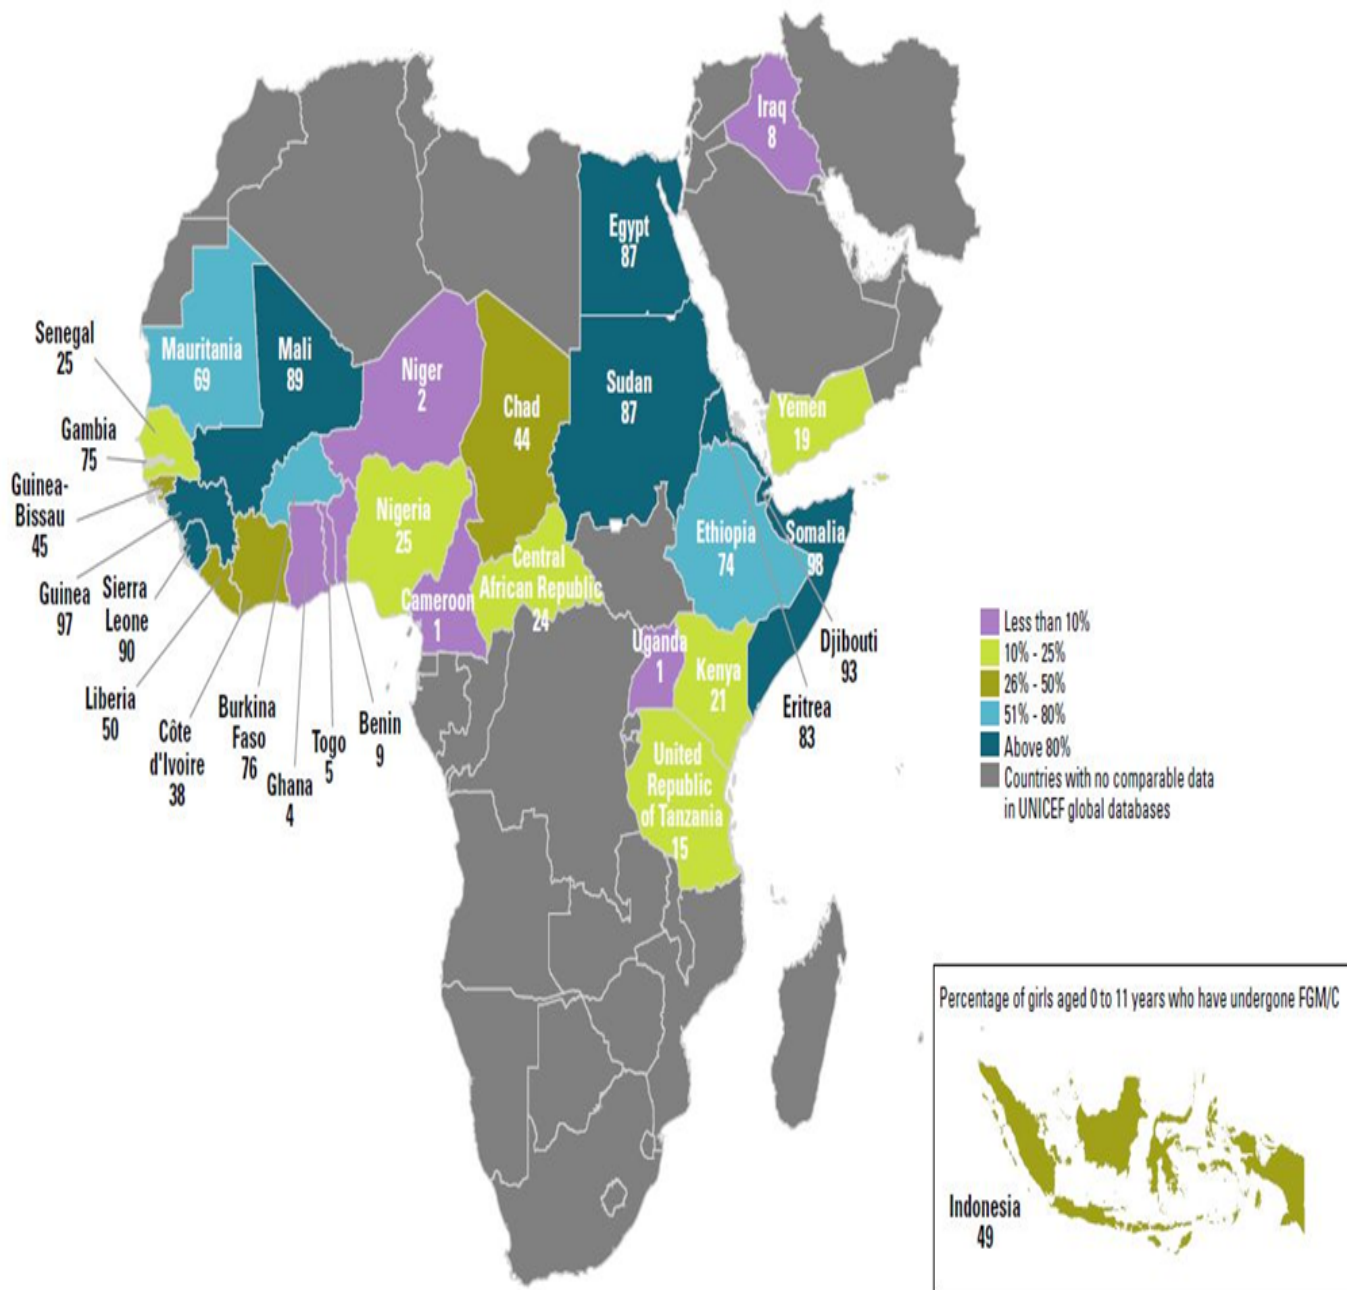 Iraq
8
Egypt
87
Senegal
25
Mauritania
69
Mali
89
Niger
2
Chad
44
Sudan
87
Yemen
19
Gambia
75
Guinea-
Bissau
45
Nigeria
25
Ethiopia
74
Somalia
98
Central
African Republic
24
Guinea
97
Sierra
Leone
90
Cameroon
1
Uganda
1
Kenya
21
Djibouti
93
Eritrea
83
Liberia
50
Côte
d'Ivoire
38
Burkina
Faso
76
Ghana
4
Togo
5
Benin
9
United
Republic
of Tanzania
15
Less than 10%
10% - 25%
26% - 50%
51% - 80%
Above 80%
Countries with no comparable data
in UNICEF global databases
Percentage of girls aged 0 to 11 years who have undergone FGM/C
Indonesia
49